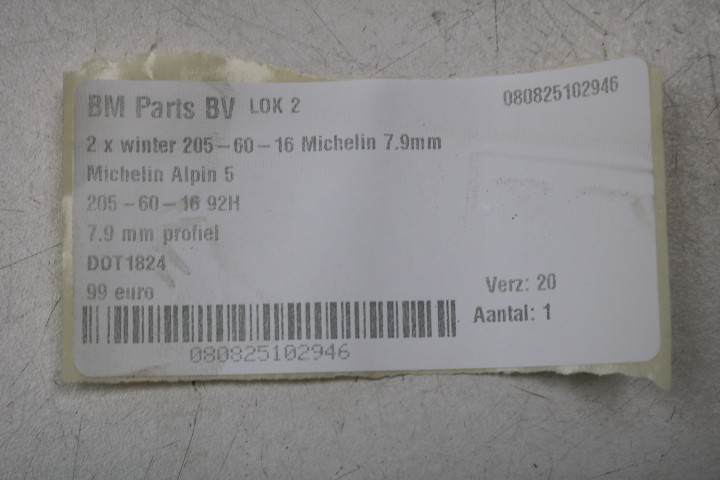 BM Parts BV LOK 2
080825102946
2 x winter 205-60-16 Michelin 7.9mm
Michelin Alpin 5
205-60-16 92H
7.9 mm profiel
DOT1824
99 euro
Verz: 20
Aantal: 1
080825102946